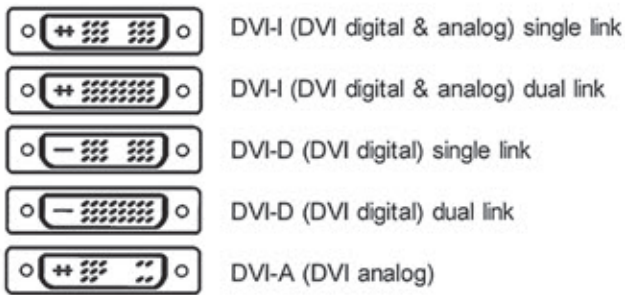 DVI-I (DVI digital & analog) single link
DVI-I (DVI digital & analog) dual link
DVI-D (DVI digital) single link
DVI-D (DVI digital) dual link
DVI-A (DVI analog)